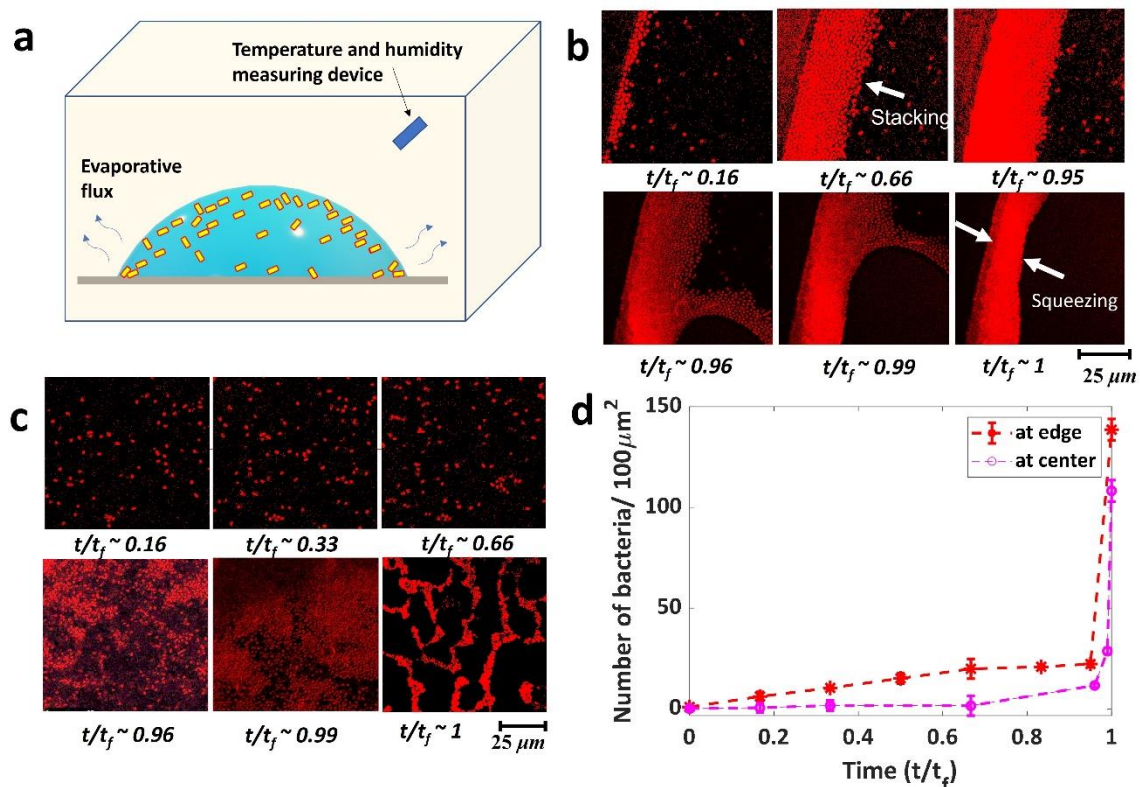 a
Temperature and humidity
measuring device
Evaporative
flux
b
Stacking
t/t_f ~ 0.16
t/t_f ~ 0.66
t/t_f ~ 0.95
Squeezing
t/t_f ~ 0.96
t/t_f ~ 0.99
t/t_f ~ 1
25 μm
c
t/t_f ~ 0.16
t/t_f ~ 0.33
t/t_f ~ 0.66
t/t_f ~ 0.96
t/t_f ~ 0.99
t/t_f ~ 1
25 μm
d
Number of bacteria/ 100μm²
150
100
50
0
at edge
at center
0
0.2
0.4
0.6
0.8
1
Time (t/t_f)